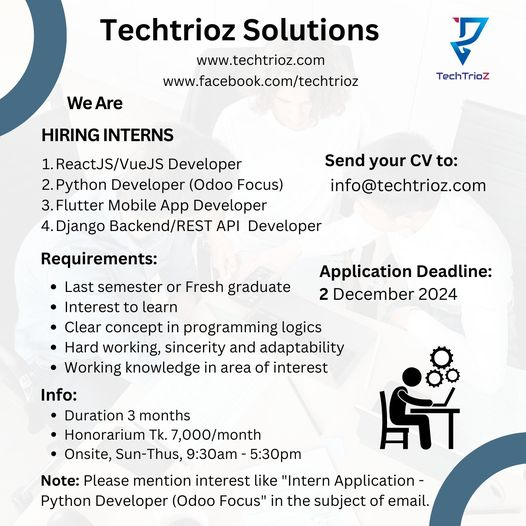 Techtrioz Solutions
www.techtrioz.com
www.facebook.com/techtrioz
TechTrioZ
We Are
HIRING INTERNS
1. ReactJS/VueJS Developer
2. Python Developer (Odoo Focus)
3. Flutter Mobile App Developer
4. Django Backend/REST API  Developer
Send your CV to:
info@techtrioz.com
Requirements:
• Last semester or Fresh graduate
• Interest to learn
• Clear concept in programming logics
• Hard working, sincerity and adaptability
• Working knowledge in area of interest
Application Deadline:
2 December 2024
Info:
• Duration 3 months
• Honorarium Tk. 7,000/month
• Onsite, Sun-Thus, 9:30am - 5:30pm
Note: Please mention interest like "Intern Application -
Python Developer (Odoo Focus" in the subject of email.